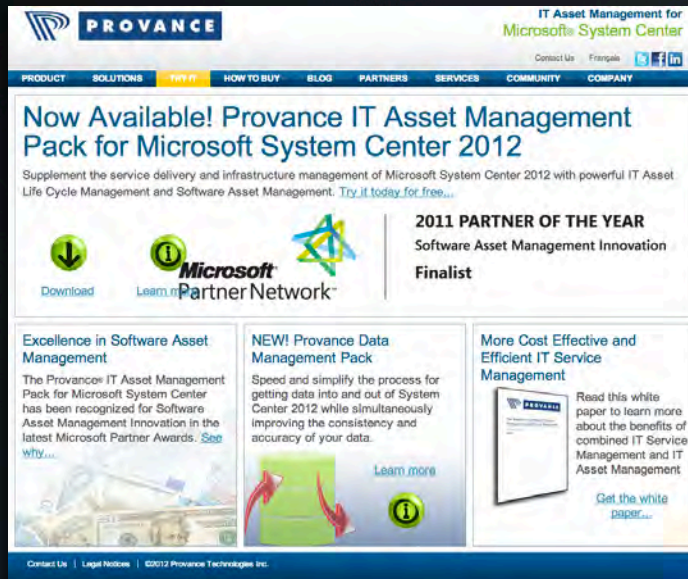 PROVANCE
IT Asset Management for
Microsoft® System Center
Contact Us Français
PRODUCT SOLUTIONS TRY IT HOW TO BUY BLOG PARTNERS SERVICES COMMUNITY COMPANY
Now Available! Provance IT Asset Management
Pack for Microsoft System Center 2012
Supplement the service delivery and infrastructure management of Microsoft System Center 2012 with powerful IT Asset
Life Cycle Management and Software Asset Management. Try it today for free...
Download
Learn more
Microsoft
PartnerNetwork
2011 PARTNER OF THE YEAR
Software Asset Management Innovation
Finalist
Excellence in Software Asset
Management
The Provance® IT Asset Management
Pack for Microsoft System Center
has been recognized for Software
Asset Management Innovation in the
latest Microsoft Partner Awards. See
why...
NEW! Provance Data
Management Pack
Speed and simplify the process for
getting data into and out of System
Center 2012 while simultaneously
improving the consistency and
accuracy of your data.
Learn more
More Cost Effective and
Efficient IT Service
Management
PROVANCE
Read this white
paper to learn more
about the benefits of
combined IT Service
Management and IT
Asset Management
Get the white
paper...
Contact Us | Legal Notices | ©2012 Provance Technologies Inc.